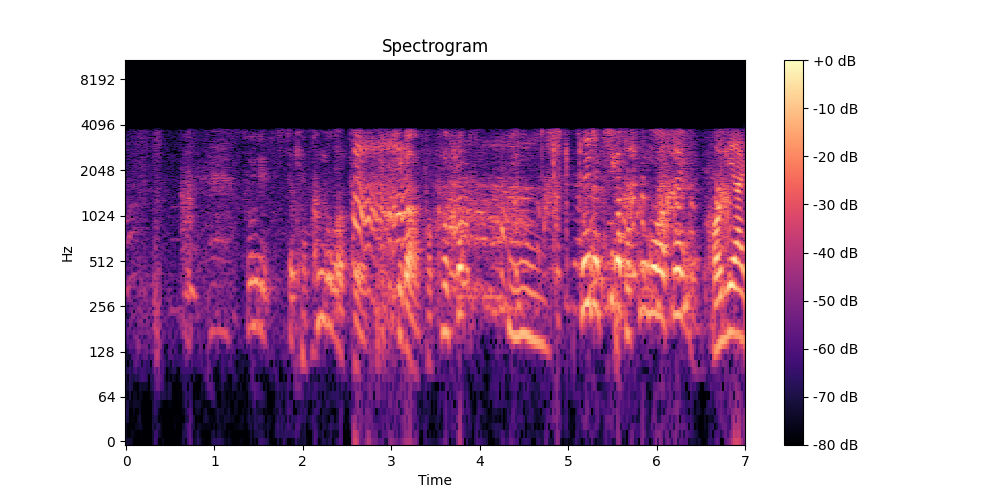 Spectrogram
8192
4096
2048
1024
512
256
128
64
0
Hz
0 1 2 3 4 5 6 7
Time
+0 dB
-10 dB
-20 dB
-30 dB
-40 dB
-50 dB
-60 dB
-70 dB
-80 dB